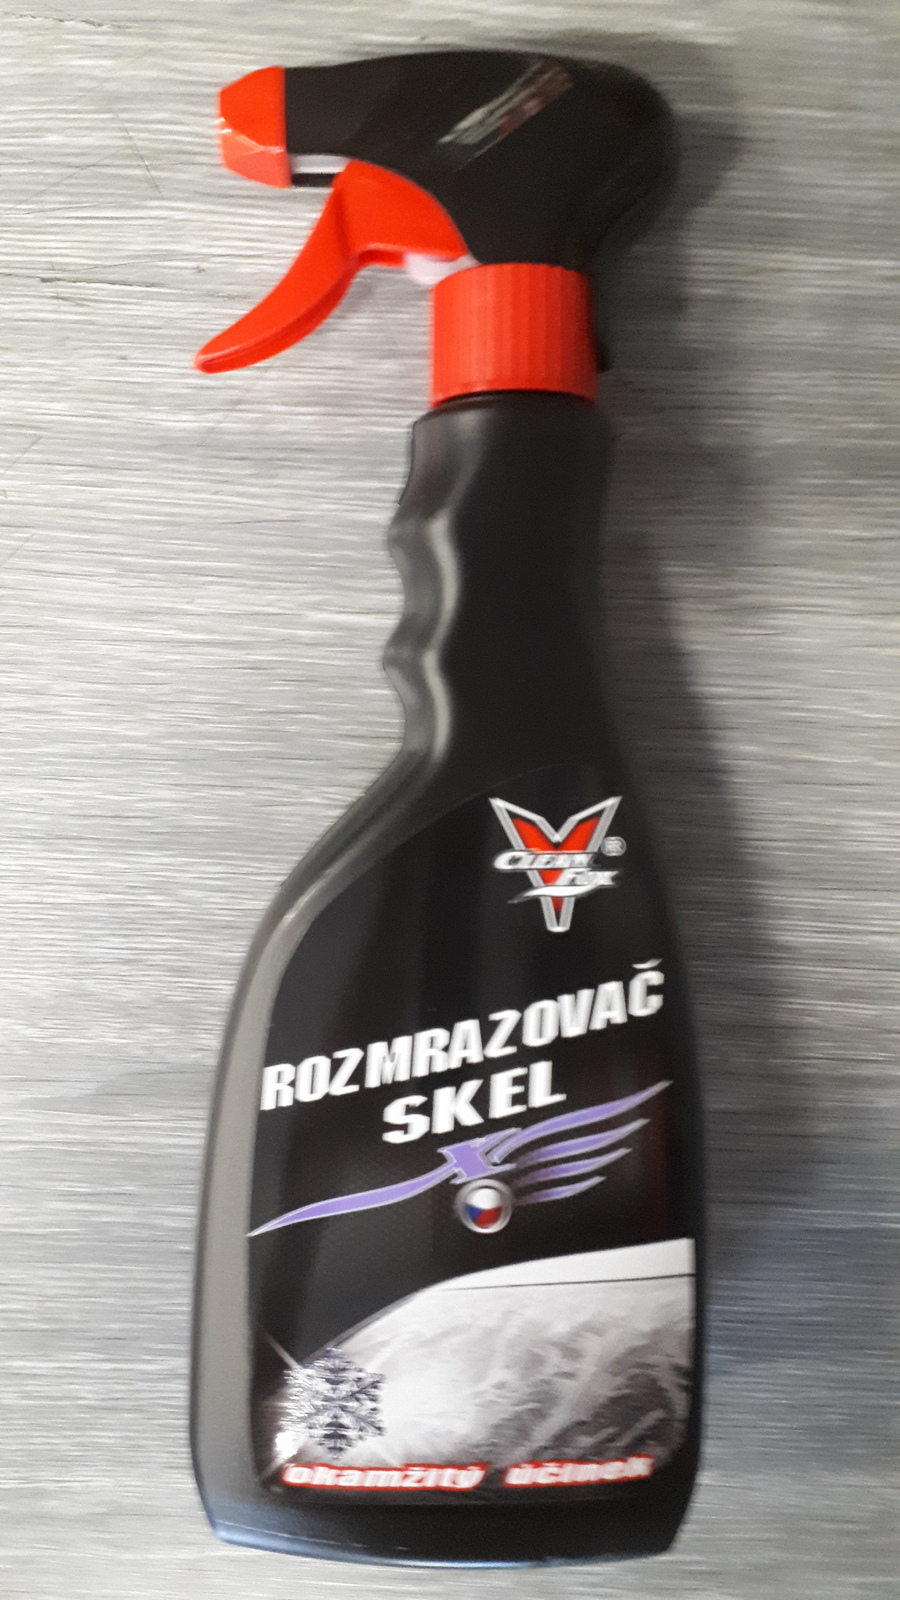 CLEAN
FOX
®
ROZMRAZOVAČ
SKEL
X
okamžitý účinek